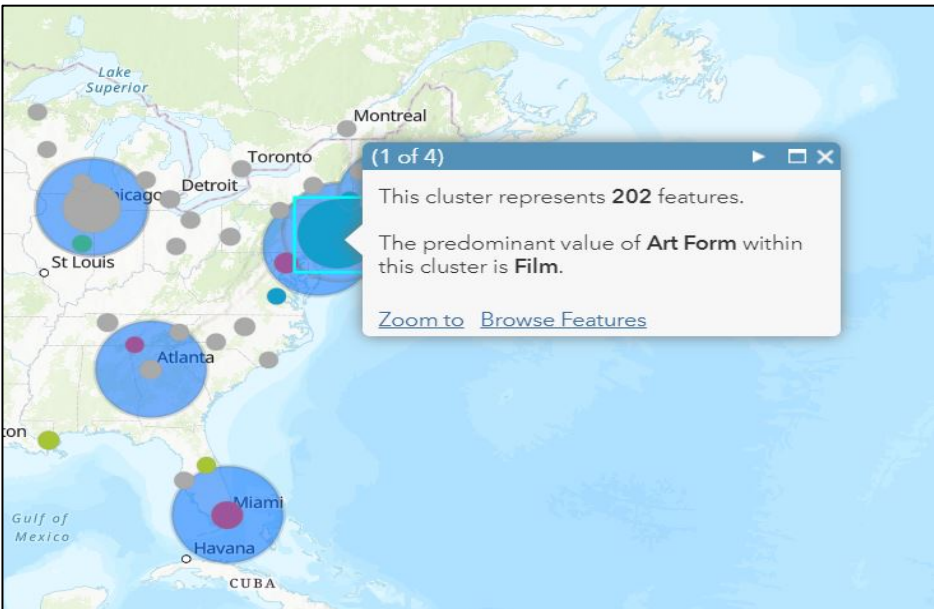 Lake
Superior
Montreal
Toronto
(1 of 4)
Detroit
icago
This cluster represents 202 features.
The predominant value of Art Form within
this cluster is Film.
St Louis
Zoom to Browse Features
Atlanta
ton
Miami
Gulf of
Mexico
Havana
CUBA